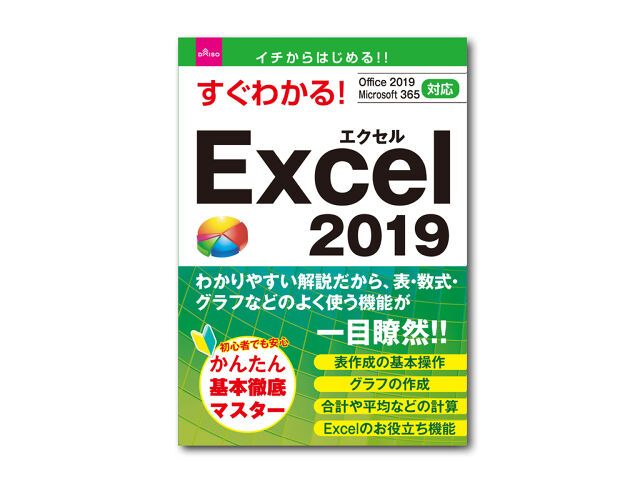 DAISO
イチからはじめる!!
すぐわかる!
Office 2019
Microsoft 365
対応
エクセル
Excel
2019
わかりやすい解説だから、表・数式・
グラフなどのよく使う機能が
一目瞭然!!
初心者でも安心
かんたん
基本徹底
マスター
表作成の基本操作
グラフの作成
合計や平均などの計算
Excelのお役立ち機能